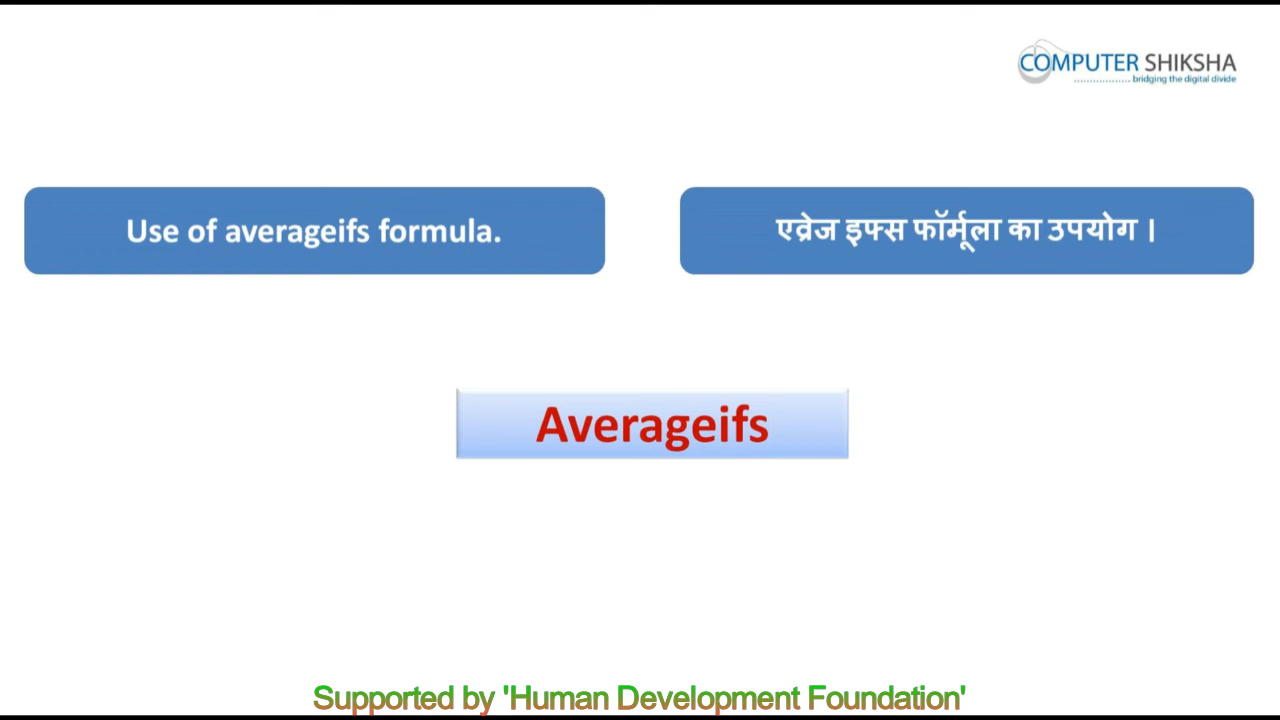 COMPUTER SHIKSHA
.................. bridging the digital divide
Use of averageifs formula.
एव्रेज इफ्स फॉर्मूला का उपयोग ।
Averageifs
Supported by 'Human Development Foundation'